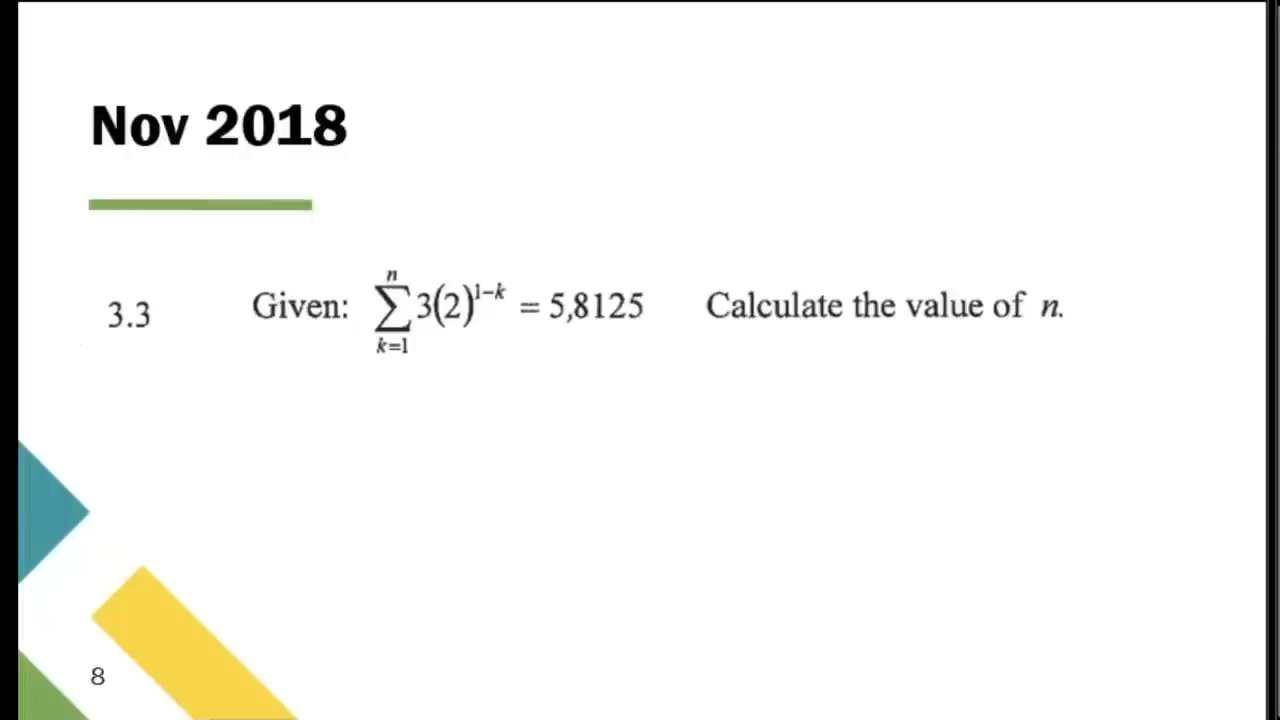 Nov 2018
3.3 Given: $\sum_{k=1}^{n} 3(2)^{1-k} = 5,8125$ Calculate the value of n.
8